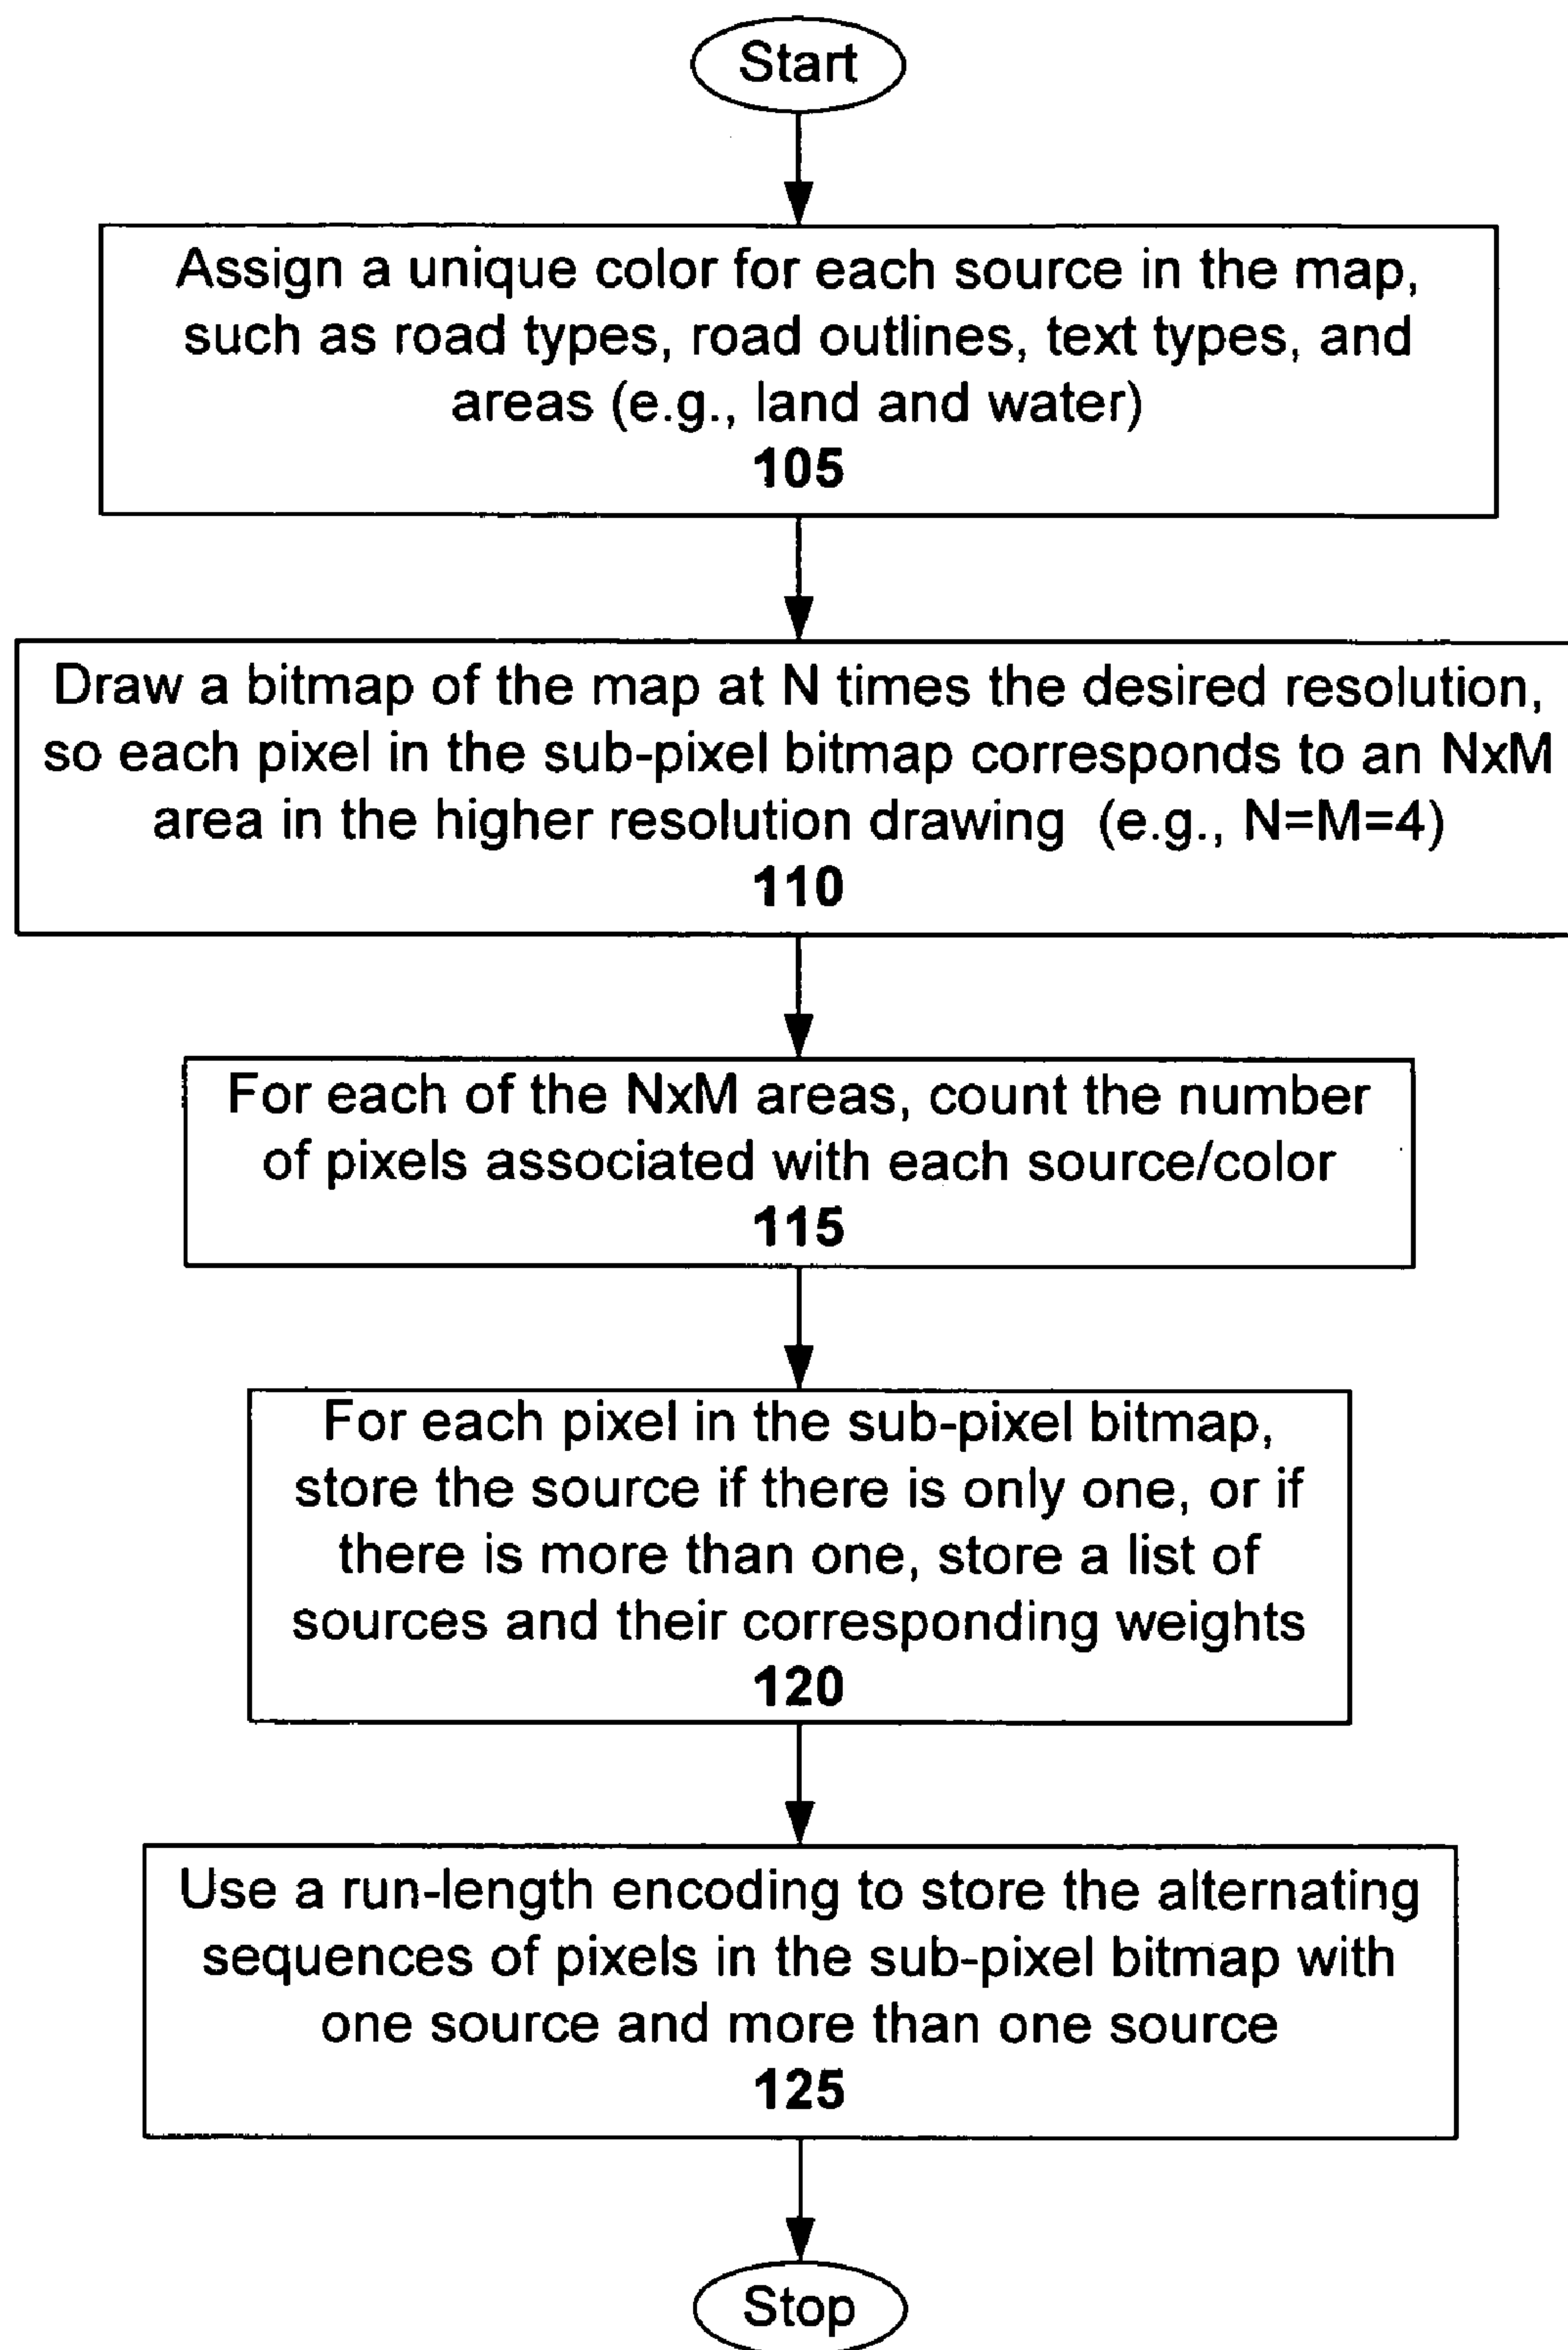 Start
Assign a unique color for each source in the map,
such as road types, road outlines, text types, and
areas (e.g., land and water)
105
Draw a bitmap of the map at N times the desired resolution,
so each pixel in the sub-pixel bitmap corresponds to an NxM
area in the higher resolution drawing (e.g., N=M=4)
110
For each of the NxM areas, count the number
of pixels associated with each source/color
115
For each pixel in the sub-pixel bitmap,
store the source if there is only one, or if
there is more than one, store a list of
sources and their corresponding weights
120
Use a run-length encoding to store the alternating
sequences of pixels in the sub-pixel bitmap with
one source and more than one source
125
Stop